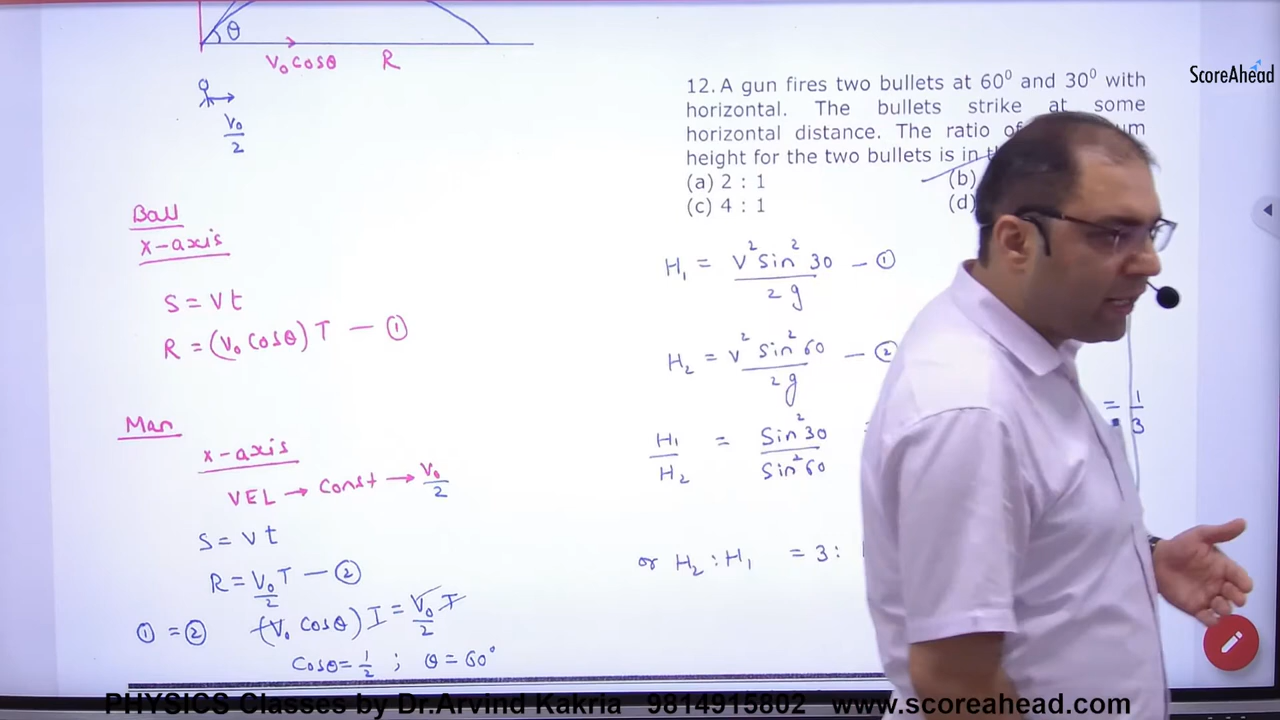 θ
V₀ Cosθ R
V₀/2
Ball
x-axis
S = Vt
R = (V₀ Cosθ) T — ①
Man
x-axis
VEL → Const → V₀/2
S = vt
R = V₀/2 T — ②
① = ② (V₀ Cosθ) T = V₀/2 T
Cosθ = 1/2 ; θ = 60°
ScoreAhead
12. A gun fires two bullets at 60⁰ and 30⁰ with
horizontal. The bullets strike at some
horizontal distance. The ratio of
height for the two bullets is in
(a) 2 : 1 (b)
(c) 4 : 1 (d)
H₁ = V² Sin² 30 / 2g — ①
H₂ = V² Sin² 60 / 2g — ②
H₁/H₂ = Sin² 30 / Sin² 60 = 1/3
or H₂ : H₁ = 3 :
PHYSICS Classes by Dr.Arvind Kakria 9814915802 www.scoreahead.com